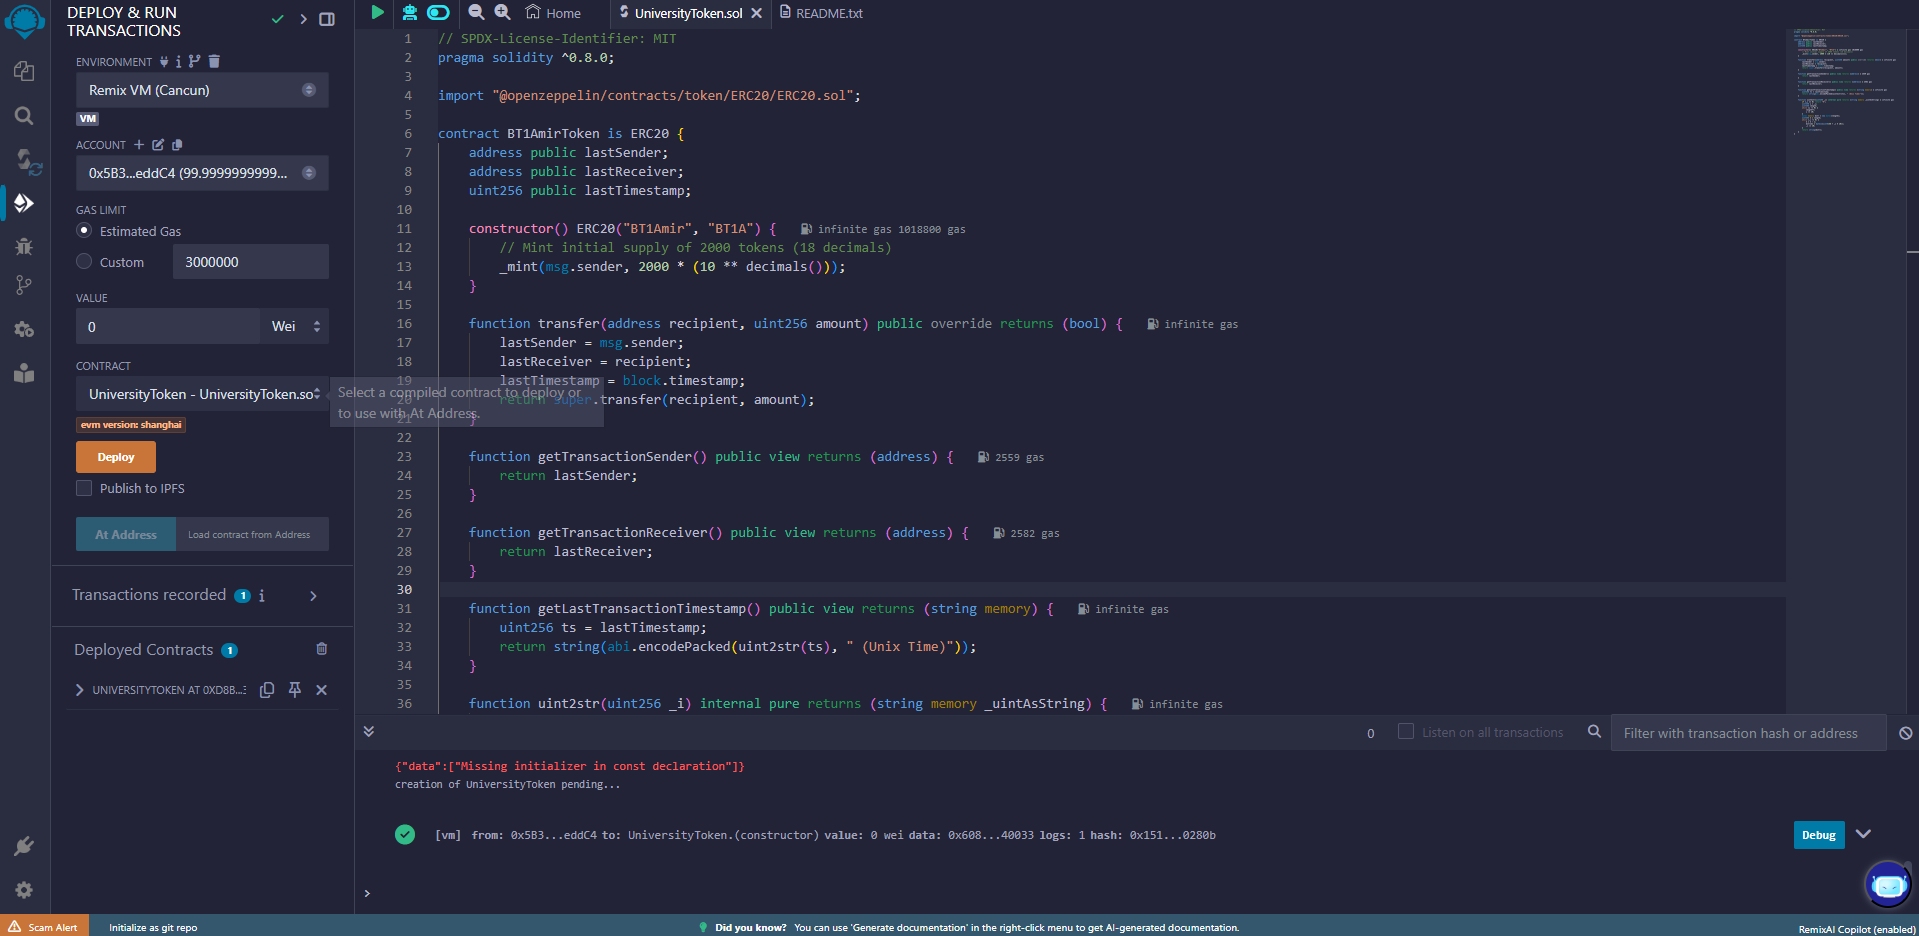 DEPLOY & RUN
TRANSACTIONS
ENVIRONMENT
Remix VM (Cancun)
VM
ACCOUNT
0x5B3...eddC4 (99.9999999999...
GAS LIMIT
Estimated Gas
Custom
3000000
VALUE
0
Wei
CONTRACT
UniversityToken - UniversityToken.so
evm version: shanghai
Deploy
Publish to IPFS
At Address
Load contract from Address
Transactions recorded 1
Deployed Contracts 1
UNIVERSITYTOKEN AT 0XD8B...
Select a compiled contract to deploy or
to use with At Address.
Home
UniversityToken.sol
README.txt
1 // SPDX-License-Identifier: MIT
2 pragma solidity ^0.8.0;
3
4 import "@openzeppelin/contracts/token/ERC20/ERC20.sol";
5
6 contract BT1AmirToken is ERC20 {
7 address public lastSender;
8 address public lastReceiver;
9 uint256 public lastTimestamp;
10
11 constructor() ERC20("BT1Amir", "BT1A") { infinite gas 1018800 gas
12 // Mint initial supply of 2000 tokens (18 decimals)
13 _mint(msg.sender, 2000 * (10 ** decimals()));
14 }
15
16 function transfer(address recipient, uint256 amount) public override returns (bool) { infinite gas
17 lastSender = msg.sender;
18 lastReceiver = recipient;
19 lastTimestamp = block.timestamp;
20 return super.transfer(recipient, amount);
21 }
22
23 function getTransactionSender() public view returns (address) { 2559 gas
24 return lastSender;
25 }
26
27 function getTransactionReceiver() public view returns (address) { 2582 gas
28 return lastReceiver;
29 }
30
31 function getLastTransactionTimestamp() public view returns (string memory) { infinite gas
32 uint256 ts = lastTimestamp;
33 return string(abi.encodePacked(uint2str(ts), " (Unix Time)"));
34 }
35
36 function uint2str(uint256 _i) internal pure returns (string memory _uintAsString) { infinite gas
0
Listen on all transactions
Filter with transaction hash or address
{"data":["Missing initializer in const declaration"]}
creation of UniversityToken pending...
[vm] from: 0x5B3...eddC4 to: UniversityToken.(constructor) value: 0 wei data: 0x608...40033 logs: 1 hash: 0x151...0280b
Debug
>
Scam Alert
Initialize as git repo
Did you know? You can use 'Generate documentation' in the right-click menu to get AI-generated documentation.
RemixAI Copilot (enabled)